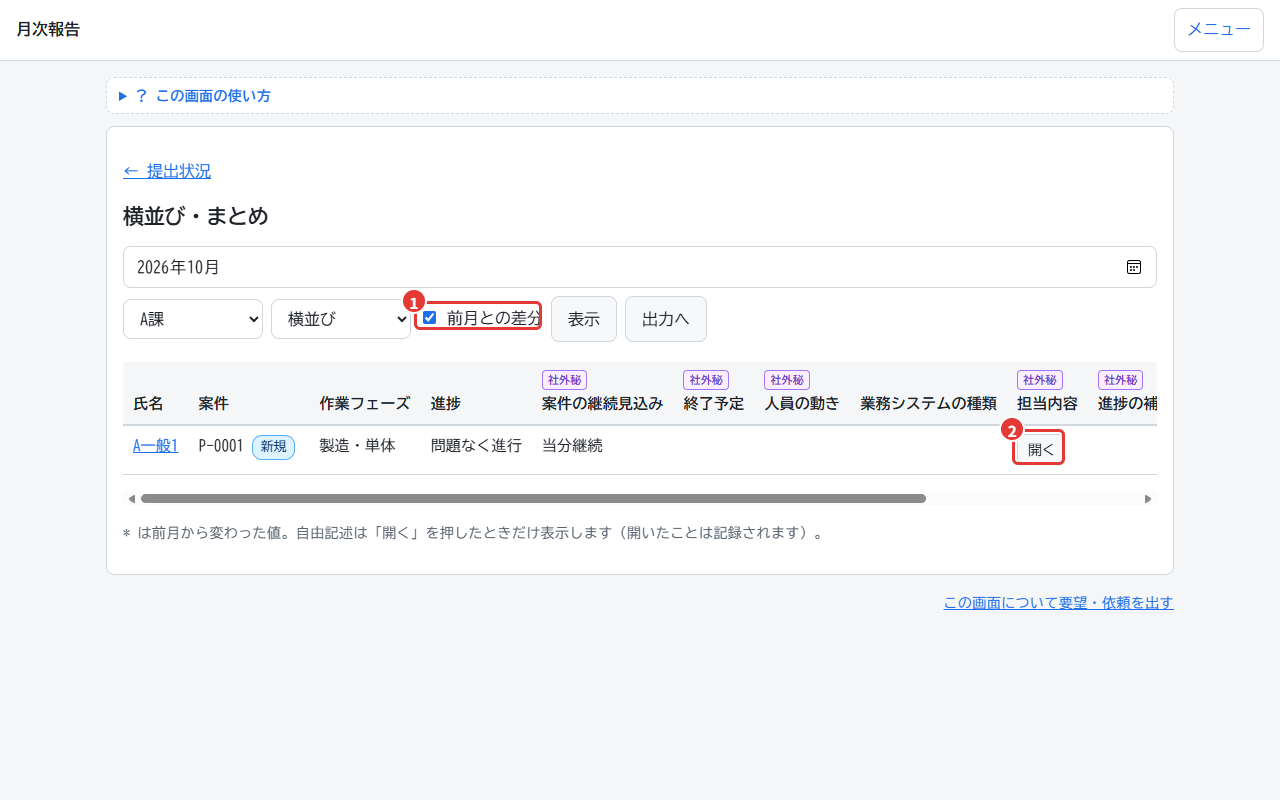 月次報告
メニュー
▶ ? この画面の使い方
← 提出状況
横並び・まとめ
2026年10月
A課 横並び 1 前月との差分 表示 出力へ
社外秘 社外秘 社外秘 社外秘 社外秘
氏名 案件 作業フェーズ 進捗 案件の継続見込み 終了予定 人員の動き 業務システムの種類 担当内容 進捗の補
A一般1 P-0001 新規 製造・単体 問題なく進行 当分継続 2 開く
* は前月から変わった値。自由記述は「開く」を押したときだけ表示します（開いたことは記録されます）。
この画面について要望・依頼を出す